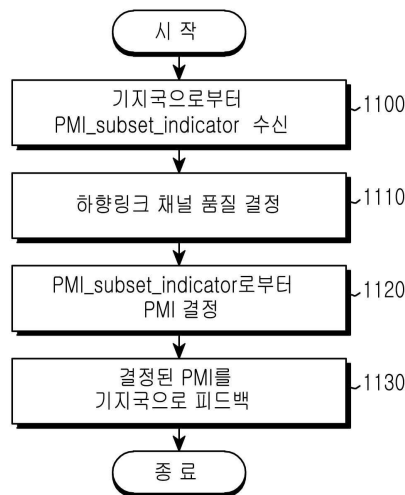 시 작
기지국으로부터
PMI_subset_indicator 수신
1100
하향링크 채널 품질 결정
1110
PMI_subset_indicator로부터
PMI 결정
1120
결정된 PMI를
기지국으로 피드백
1130
종 료